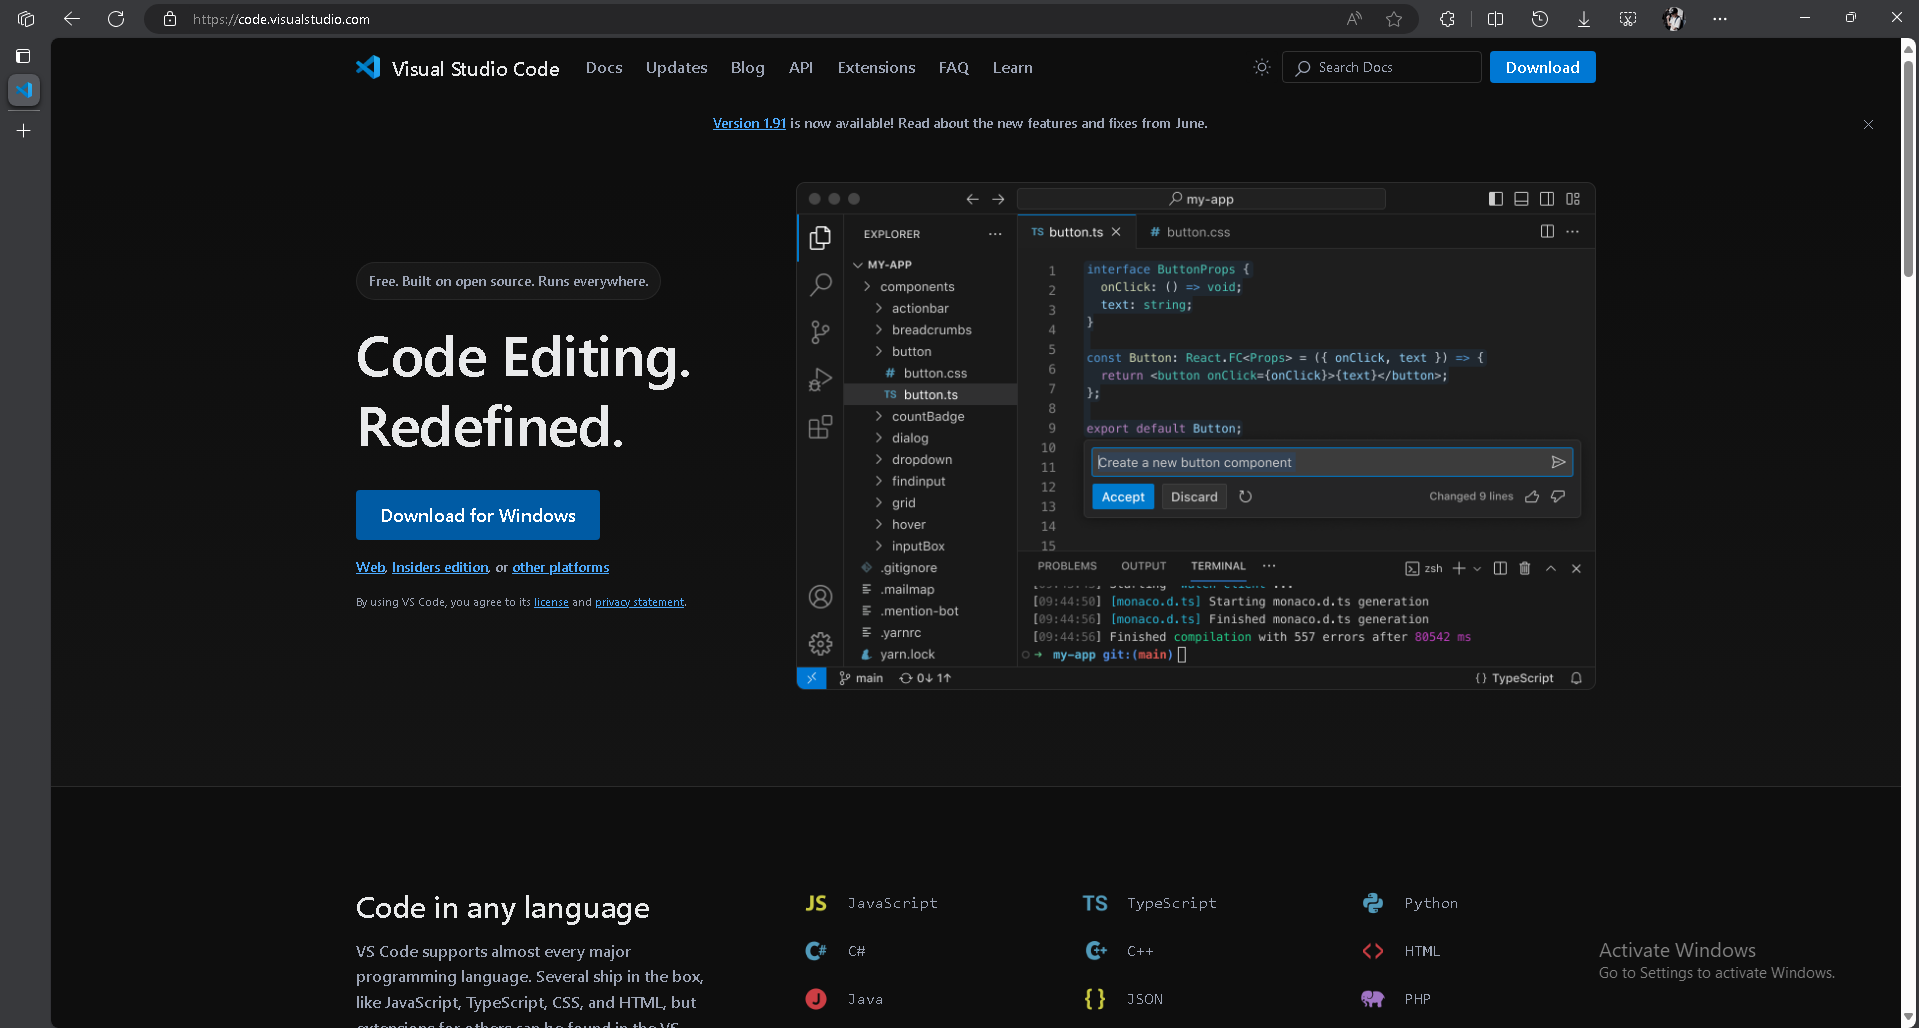 https://code.visualstudio.com
Visual Studio Code
Docs
Updates
Blog
API
Extensions
FAQ
Learn
Search Docs
Download
Version 1.91 is now available! Read about the new features and fixes from June.
Free. Built on open source. Runs everywhere.
Code Editing.
Redefined.
Download for Windows
Web, Insiders edition, or other platforms
By using VS Code, you agree to its license and privacy statement.
my-app
EXPLORER
MY-APP
components
actionbar
breadcrumbs
button
# button.css
TS button.ts
countBadge
dialog
dropdown
findinput
grid
hover
inputBox
.gitignore
.mailmap
.mention-bot
.yarnrc
yarn.lock
TS button.ts
# button.css
1
2
3
4
5
6
7
8
9
10
11
12
13
14
15
interface ButtonProps {
onClick: () => void;
text: string;
}
const Button: React.FC<Props> = ({ onClick, text }) => {
return <button onClick={onClick}>{text}</button>;
};
export default Button;
Create a new button component
Accept
Discard
Changed 9 lines
PROBLEMS
OUTPUT
TERMINAL
zsh
[09:44:50] [monaco.d.ts] Starting monaco.d.ts generation
[09:44:56] [monaco.d.ts] Finished monaco.d.ts generation
[09:44:56] Finished compilation with 557 errors after 80542 ms
→ my-app git:(main)
main
0↓ 1↑
{} TypeScript
Code in any language
VS Code supports almost every major
programming language. Several ship in the box,
like JavaScript, TypeScript, CSS, and HTML, but
extensions for others can be found in the VS
JS JavaScript
TS TypeScript
Python
C# C#
C++ C++
HTML
J Java
{} JSON
PHP
Activate Windows
Go to Settings to activate Windows.